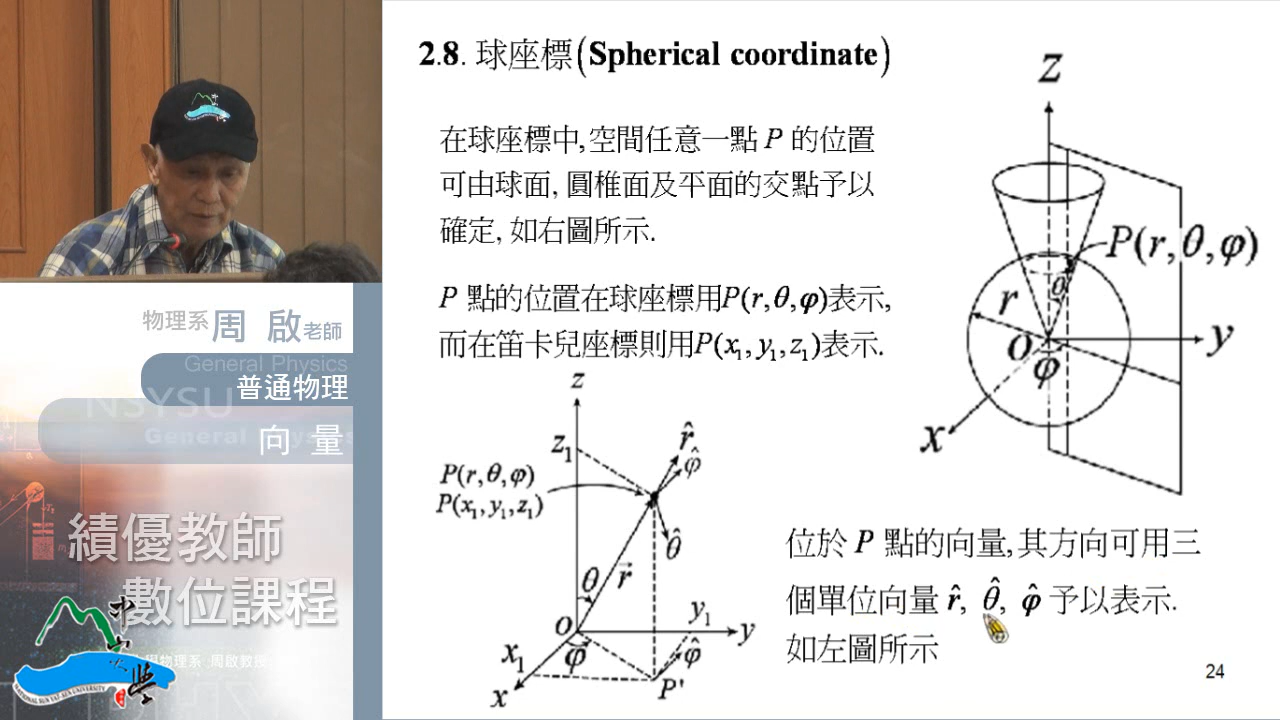 2.8. 球座標(Spherical coordinate)
在球座標中,空間任意一點 P 的位置
可由球面, 圓椎面及平面的交點予以
確定, 如右圖所示.
P 點的位置在球座標用P(r,θ,φ)表示,
而在笛卡兒座標則用P(x₁,y₁,z₁)表示.
z
P(r,θ,φ)
r
θ
O
φ
y
x
z
z₁
r̂
φ̂
P(r,θ,φ)
P(x₁,y₁,z₁)
θ̂
θ
r⃗
O
y₁
y
x₁
φ
φ̂
x
P'
位於 P 點的向量,其方向可用三
個單位向量 r̂, θ̂, φ̂ 予以表示.
如左圖所示
24
物理系周 啟老師
General Physics
普通物理
NSYSU
General Physics
向 量
績優教師
數位課程
學物理系 周啟教授
NATIONAL SUN YAT-SEN UNIVERSITY